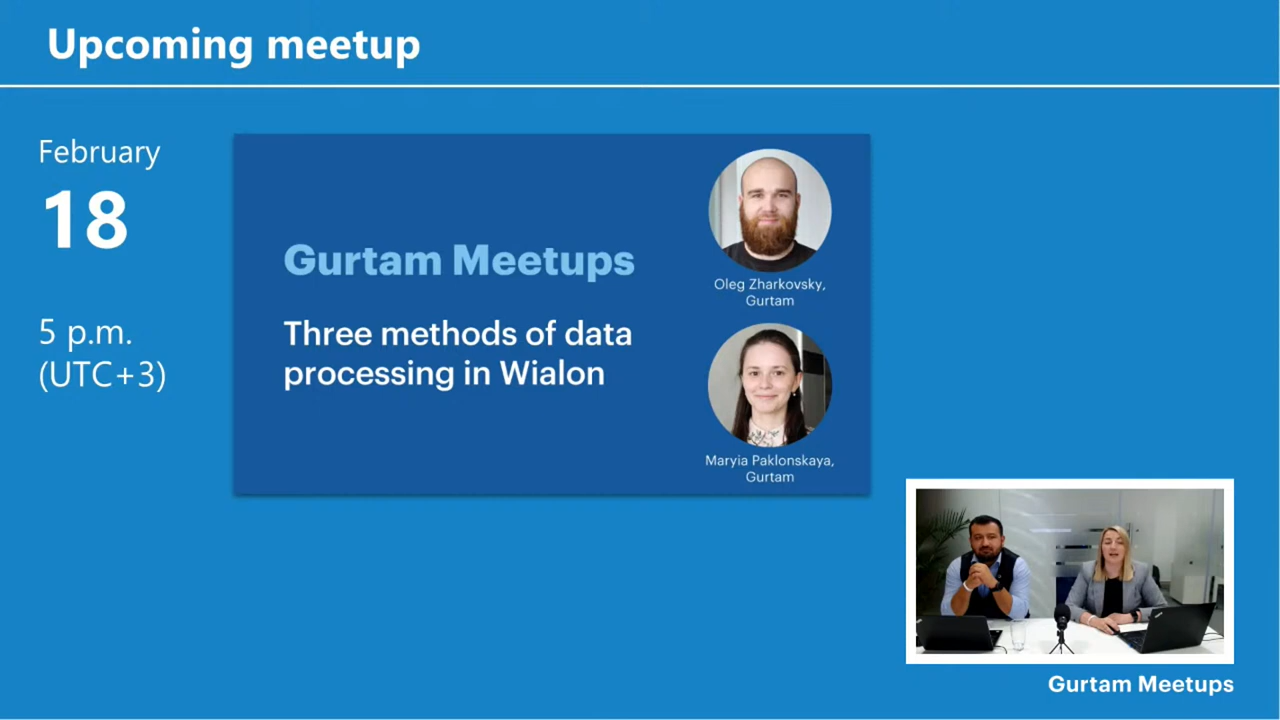 Upcoming meetup
February
18
5 p.m.
(UTC+3)
Gurtam Meetups
Three methods of data
processing in Wialon
Oleg Zharkovsky,
Gurtam
Maryia Paklonskaya,
Gurtam
Gurtam Meetups